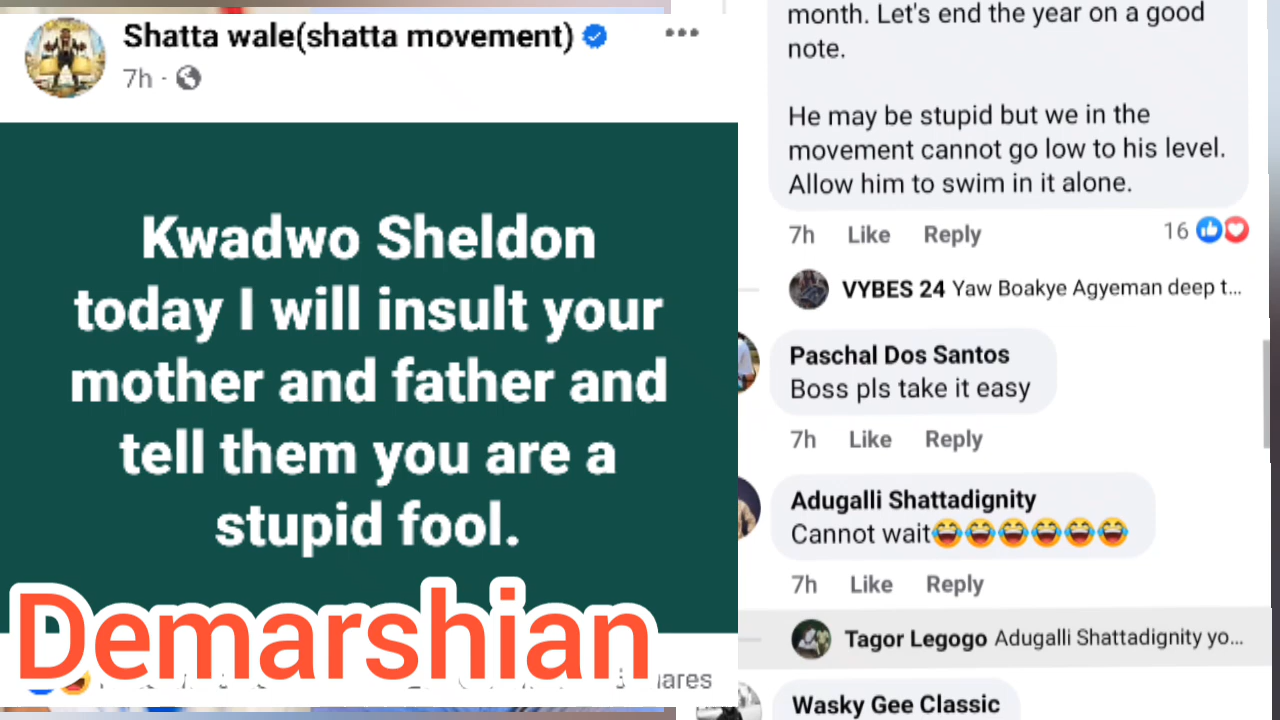 Shatta wale(shatta movement)
7h ·
Kwadwo Sheldon
today I will insult your
mother and father and
tell them you are a
stupid fool.
Demarshian
month. Let's end the year on a good
note.
He may be stupid but we in the
movement cannot go low to his level.
Allow him to swim in it alone.
7h Like Reply 16
VYBES 24 Yaw Boakye Agyeman deep t...
Paschal Dos Santos
Boss pls take it easy
7h Like Reply
Adugalli Shattadignity
Cannot wait😂😂😂😂😂😂
7h Like Reply
Tagor Legogo Adugalli Shattadignity yo...
Wasky Gee Classic